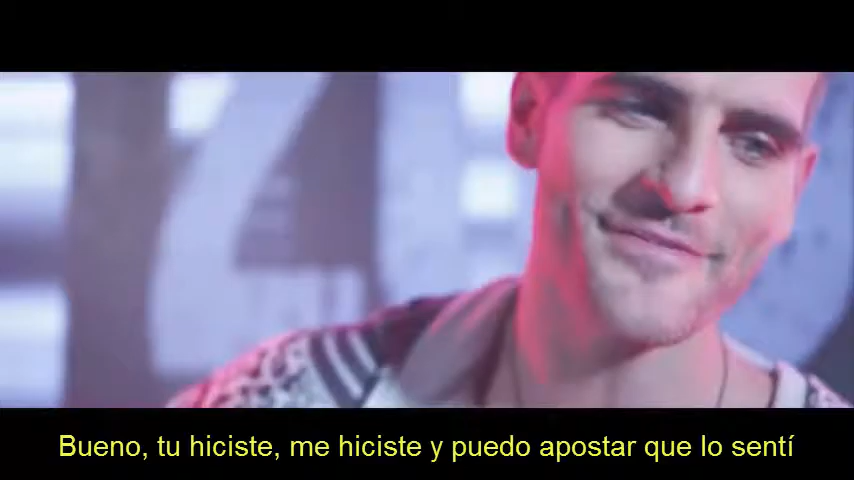 Bueno, tu hiciste, me hiciste y puedo apostar que lo sentí